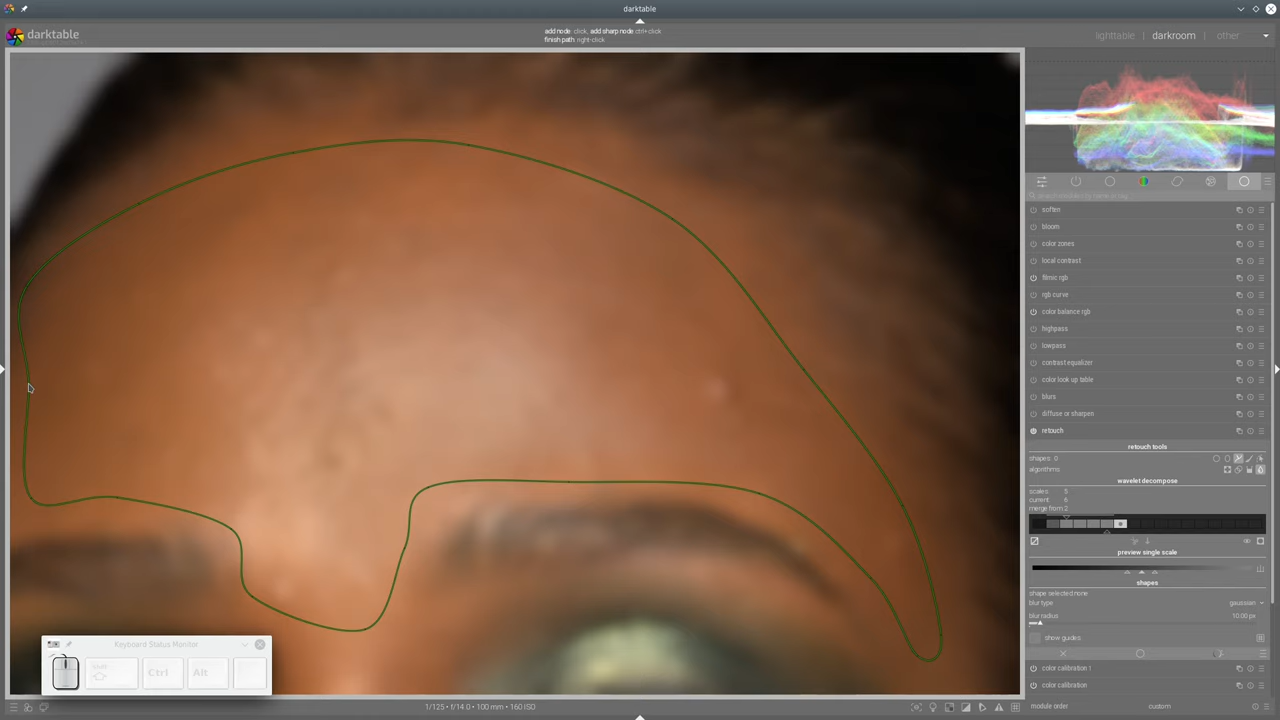 darktable
darktable
add node: click, add sharp node: ctrl+click
finish path: right-click
lighttable | darkroom | other
soften
bloom
color zones
local contrast
filmic rgb
rgb curve
color balance rgb
highpass
lowpass
contrast equalizer
color look up table
blurs
diffuse or sharpen
retouch
retouch tools
shapes: 0
algorithms:
wavelet decompose
scales 5
current 6
merge from 2
preview single scale
shapes
shape selected none
blur type gaussian
blur radius 10.00 px
show guides
color calibration 1
color calibration
module order custom
Keyboard Status Monitor
Shift
Ctrl
Alt
1/125 • f/14.0 • 100 mm • 160 ISO